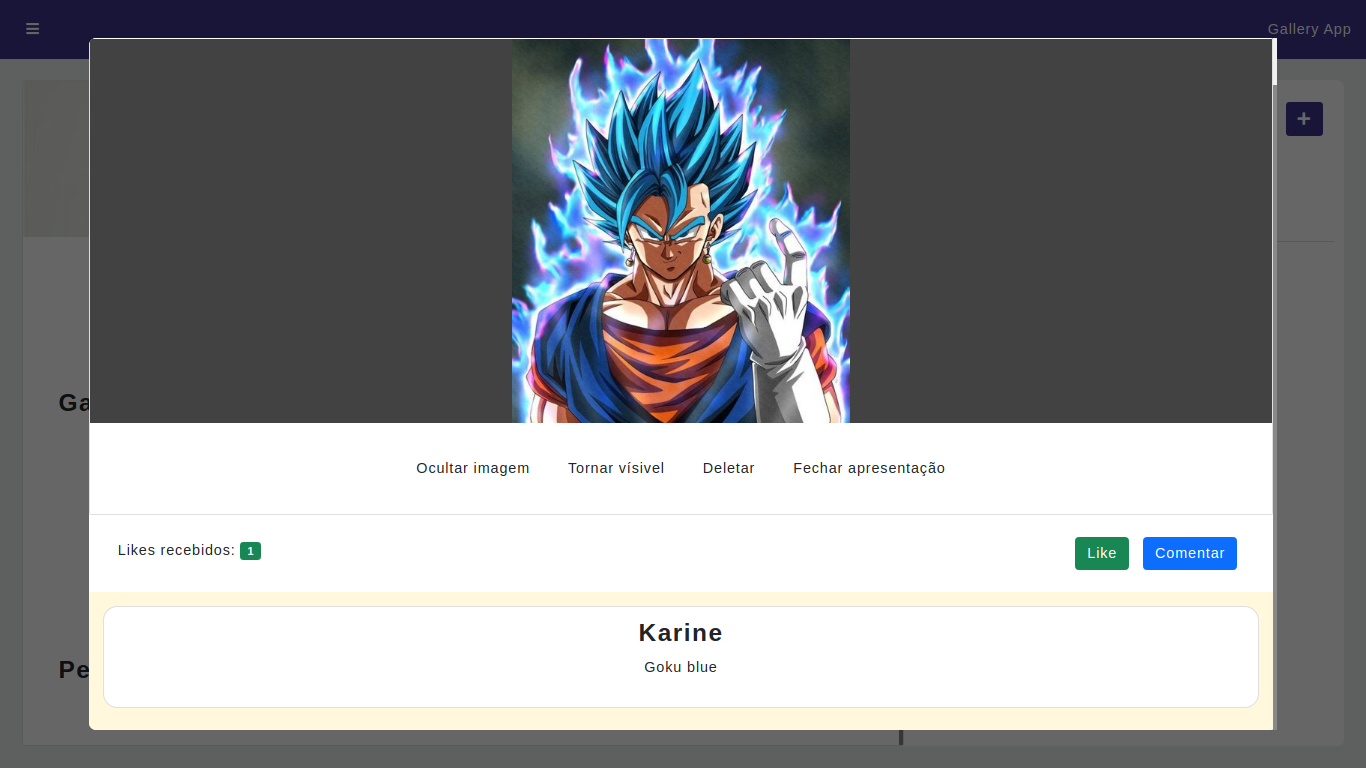 Gallery App
Ga
Ocultar imagem Tornar vísivel Deletar Fechar apresentação
Likes recebidos: 1
Like Comentar
Karine
Goku blue
Pe